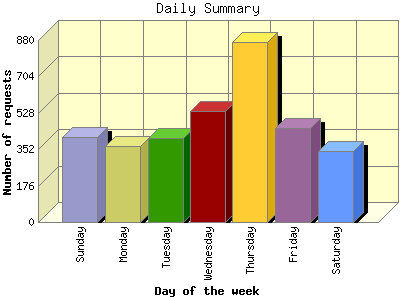 Daily Summary
880
704
528
352
176
0
Number of requests
Sunday
Monday
Tuesday
Wednesday
Thursday
Friday
Saturday
Day of the week